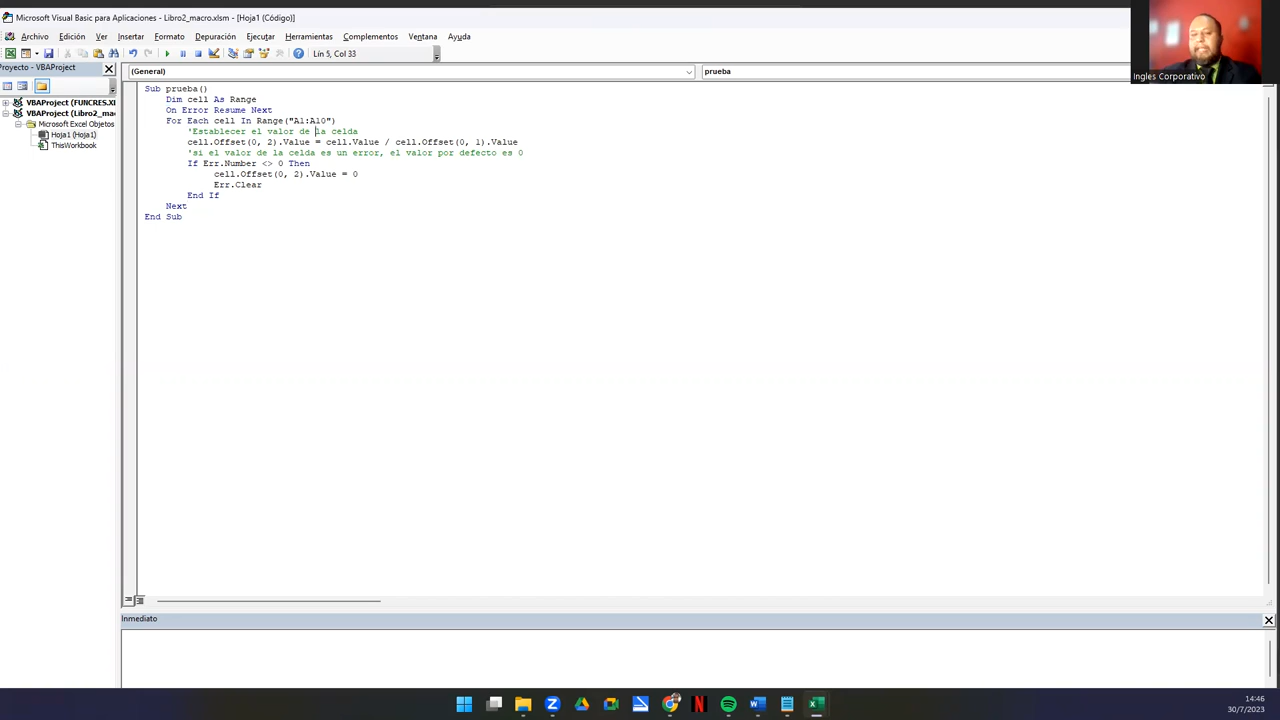 Microsoft Visual Basic para Aplicaciones - Libro2_macro.xlsm - [Hoja1 (Código)]
Archivo Edición Ver Insertar Formato Depuración Ejecutar Herramientas Complementos Ventana Ayuda
Lín 5, Col 33
Ingles Corporativo
Proyecto - VBAProject
(General)
prueba
VBAProject (FUNCRES.XL
VBAProject (Libro2_ma
Microsoft Excel Objetos
Hoja1 (Hoja1)
ThisWorkbook
Sub prueba()
Dim cell As Range
On Error Resume Next
For Each cell In Range("A1:A10")
'Establecer el valor de la celda
cell.Offset(0, 2).Value = cell.Value / cell.Offset(0, 1).Value
'si el valor de la celda es un error, el valor por defecto es 0
If Err.Number <> 0 Then
cell.Offset(0, 2).Value = 0
Err.Clear
End If
Next
End Sub
Inmediato
14:46
30/7/2023